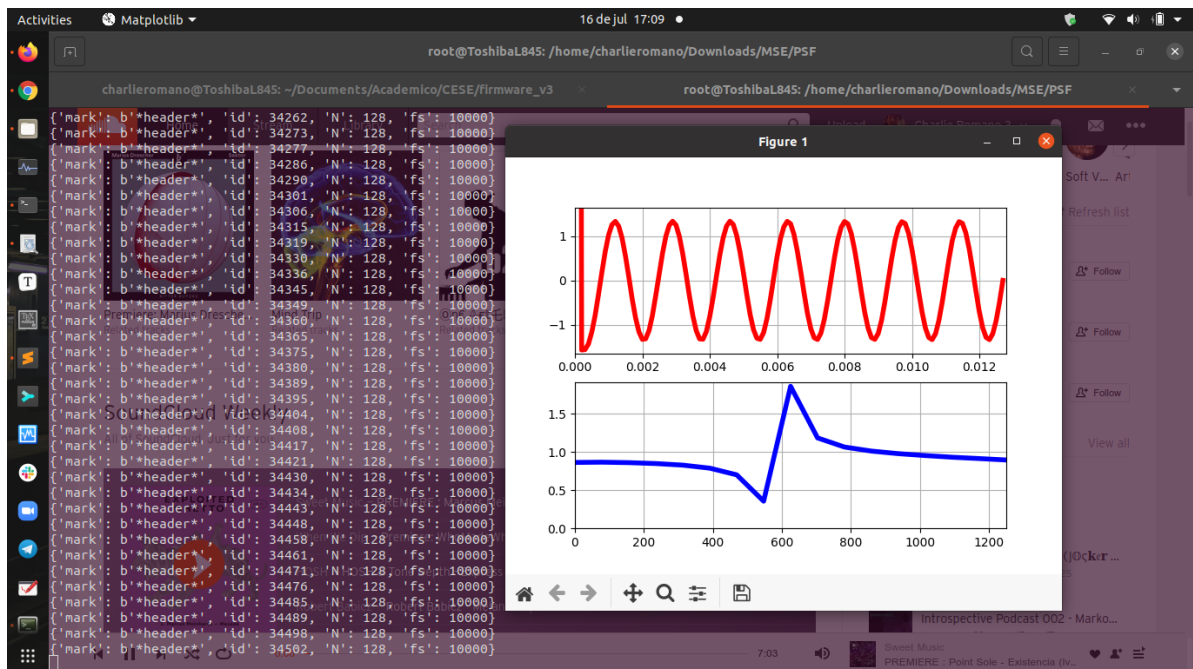 Activities
Matplotlib
16 de jul 17:09
root@ToshibaL845: /home/charlieromano/Downloads/MSE/PSF
charlieromano@ToshibaL845: ~/Documents/Academico/CESE/firmware_v3
root@ToshibaL845: /home/charlieromano/Downloads/MSE/PSF
{'mark': b'*header*', 'id': 34262, 'N': 128, 'fs': 10000}
{'mark': b'*header*', 'id': 34273, 'N': 128, 'fs': 10000}
{'mark': b'*header*', 'id': 34277, 'N': 128, 'fs': 10000}
{'mark': b'*header*', 'id': 34286, 'N': 128, 'fs': 10000}
{'mark': b'*header*', 'id': 34290, 'N': 128, 'fs': 10000}
{'mark': b'*header*', 'id': 34301, 'N': 128, 'fs': 10000}
{'mark': b'*header*', 'id': 34306, 'N': 128, 'fs': 10000}
{'mark': b'*header*', 'id': 34315, 'N': 128, 'fs': 10000}
{'mark': b'*header*', 'id': 34319, 'N': 128, 'fs': 10000}
{'mark': b'*header*', 'id': 34330, 'N': 128, 'fs': 10000}
{'mark': b'*header*', 'id': 34336, 'N': 128, 'fs': 10000}
{'mark': b'*header*', 'id': 34345, 'N': 128, 'fs': 10000}
{'mark': b'*header*', 'id': 34349, 'N': 128, 'fs': 10000}
{'mark': b'*header*', 'id': 34360, 'N': 128, 'fs': 10000}
{'mark': b'*header*', 'id': 34365, 'N': 128, 'fs': 10000}
{'mark': b'*header*', 'id': 34375, 'N': 128, 'fs': 10000}
{'mark': b'*header*', 'id': 34380, 'N': 128, 'fs': 10000}
{'mark': b'*header*', 'id': 34389, 'N': 128, 'fs': 10000}
{'mark': b'*header*', 'id': 34395, 'N': 128, 'fs': 10000}
{'mark': b'*header*', 'id': 34404, 'N': 128, 'fs': 10000}
{'mark': b'*header*', 'id': 34408, 'N': 128, 'fs': 10000}
{'mark': b'*header*', 'id': 34417, 'N': 128, 'fs': 10000}
{'mark': b'*header*', 'id': 34421, 'N': 128, 'fs': 10000}
{'mark': b'*header*', 'id': 34430, 'N': 128, 'fs': 10000}
{'mark': b'*header*', 'id': 34434, 'N': 128, 'fs': 10000}
{'mark': b'*header*', 'id': 34443, 'N': 128, 'fs': 10000}
{'mark': b'*header*', 'id': 34448, 'N': 128, 'fs': 10000}
{'mark': b'*header*', 'id': 34458, 'N': 128, 'fs': 10000}
{'mark': b'*header*', 'id': 34461, 'N': 128, 'fs': 10000}
{'mark': b'*header*', 'id': 34471, 'N': 128, 'fs': 10000}
{'mark': b'*header*', 'id': 34476, 'N': 128, 'fs': 10000}
{'mark': b'*header*', 'id': 34485, 'N': 128, 'fs': 10000}
{'mark': b'*header*', 'id': 34489, 'N': 128, 'fs': 10000}
{'mark': b'*header*', 'id': 34498, 'N': 128, 'fs': 10000}
{'mark': b'*header*', 'id': 34502, 'N': 128, 'fs': 10000}
Home
Première: Marius Dresche
Mind Trip
SoundCloud Weekly
Figure 1
1
0
−1
0.000 0.002 0.004 0.006 0.008 0.010 0.012
1.5
1.0
0.5
0.0
0 200 400 600 800 1000 1200
Upload
Charlie Romano
Soft V...
Refresh list
Follow
Follow
Follow
View all
Introspective Podcast 002 - Marko...
7:03
Sweet Music
PREMIERE : Point Sole - Existencia (Iv...